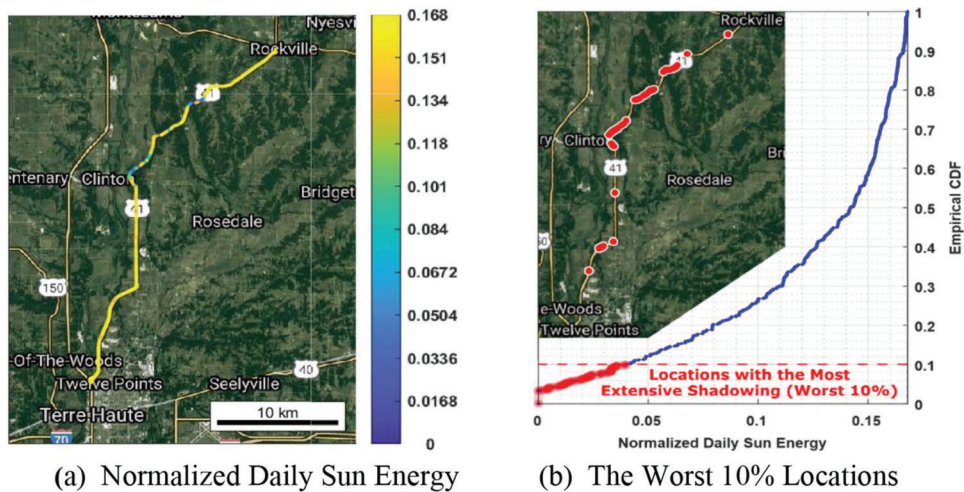 Montezuma
Nyesvi
Rockville
41
entenary
Clinton
41
Bridget
Rosedale
150
-Of-The-Woods
Twelve Points
Seelyville
40
Terre-Haute
10 km
70
0.168
0.151
0.134
0.118
0.101
0.084
0.0672
0.0504
0.0336
0.0168
0
Rockville
41
ry
Clinto
Bri
41
Rosedale
50
e-Woods
Twelve Points
Locations with the Most
Extensive Shadowing (Worst 10%)
1
0.9
0.8
0.7
0.6
0.5
0.4
0.3
0.2
0.1
0
Empirical CDF
0
0.05
0.1
0.15
Normalized Daily Sun Energy
(a) Normalized Daily Sun Energy
(b) The Worst 10% Locations